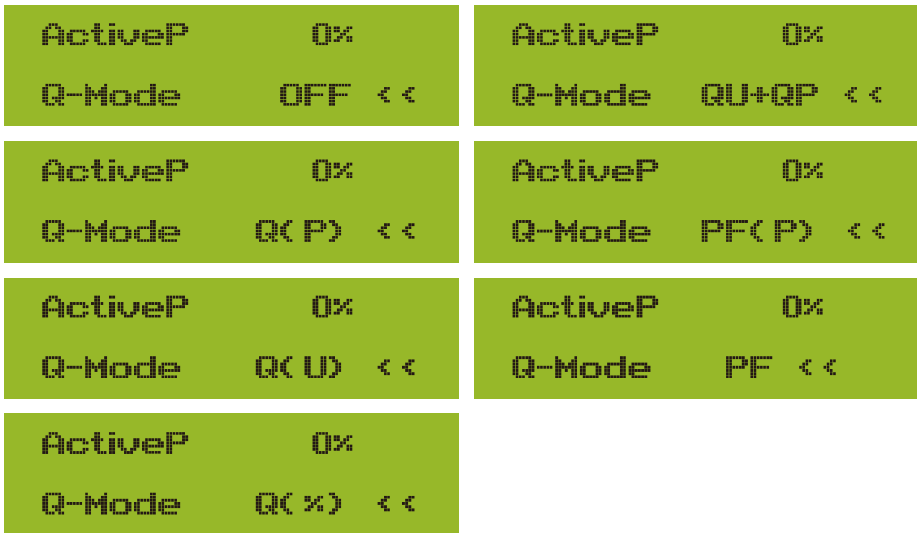 ActiveP 0%
Q-Mode OFF <<
ActiveP 0%
Q-Mode QU+QP <<
ActiveP 0%
Q-Mode Q(P) <<
ActiveP 0%
Q-Mode PF(P) <<
ActiveP 0%
Q-Mode Q(U) <<
ActiveP 0%
Q-Mode PF <<
ActiveP 0%
Q-Mode Q(%) <<